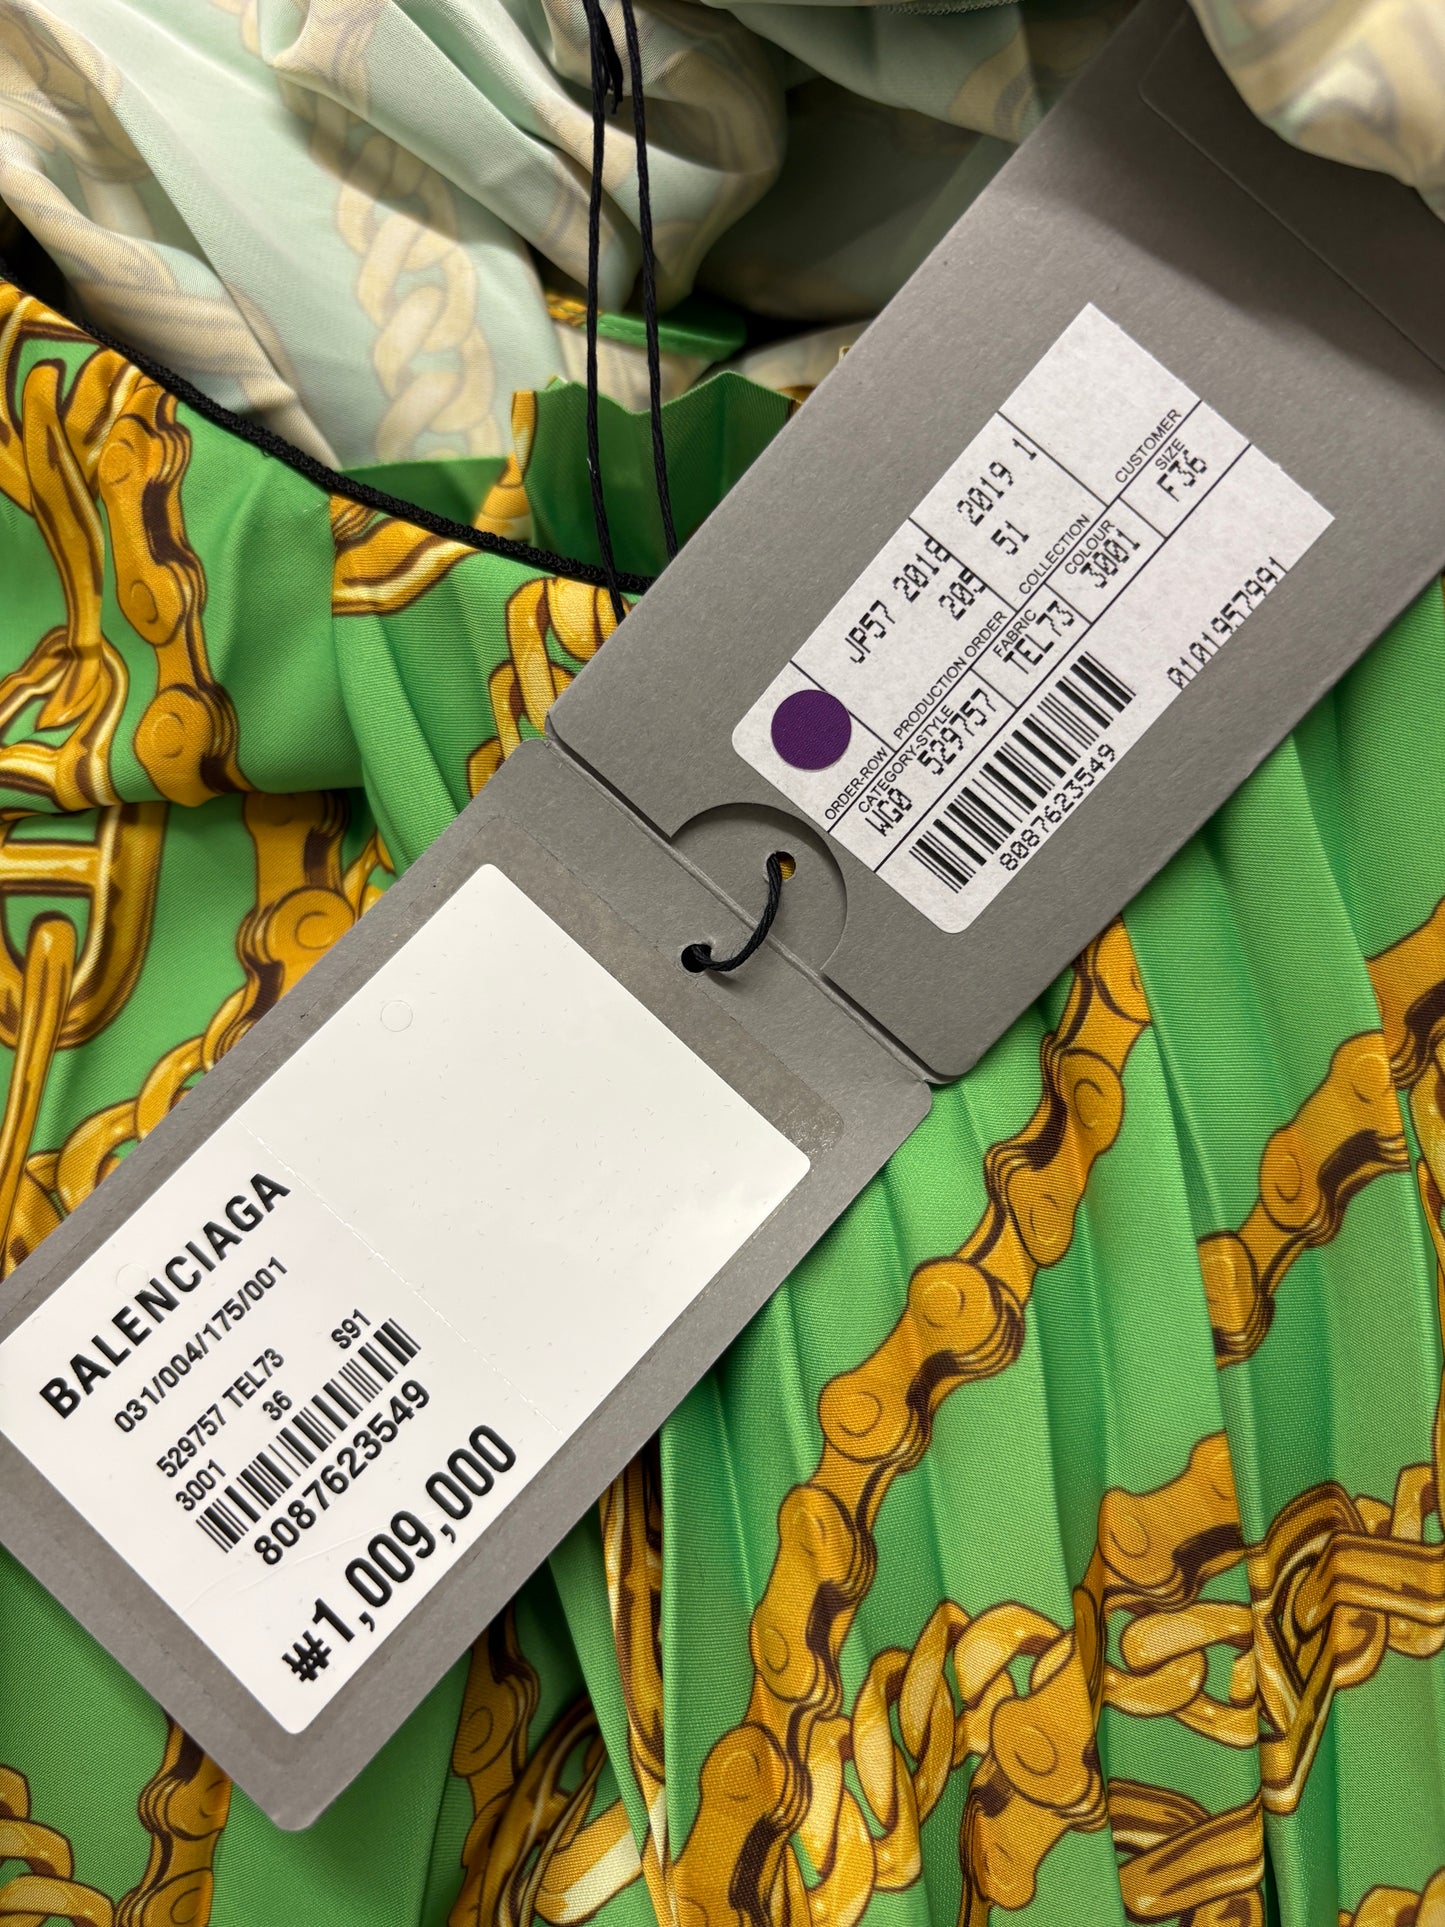 JP57 2018 2019 1
205 51
ORDER-ROW PRODUCTION ORDER COLLECTION CUSTOMER
CATEGORY-STYLE FABRIC COLOUR SIZE
WG0 529757 TEL73 3001 F36
8087623549
0101957991
BALENCIAGA
031/004/175/001
529757 TEL73 S91
3001 36
8087623549
₩1,009,000